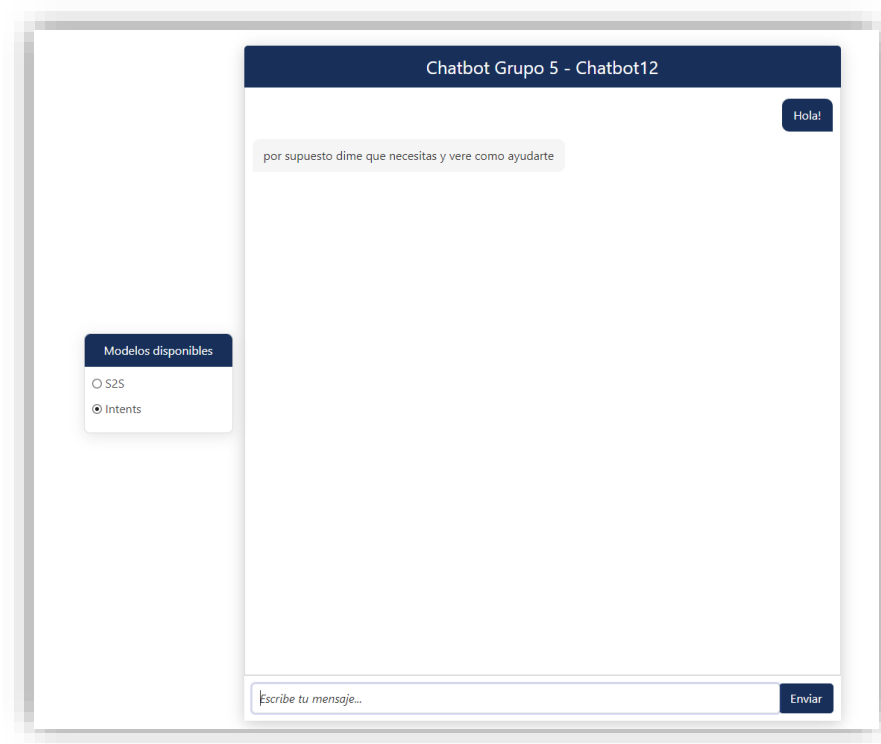 Chatbot Grupo 5 - Chatbot12
Hola!
por supuesto dime que necesitas y vere como ayudarte
Modelos disponibles
S2S
Intents
Escribe tu mensaje...
Enviar